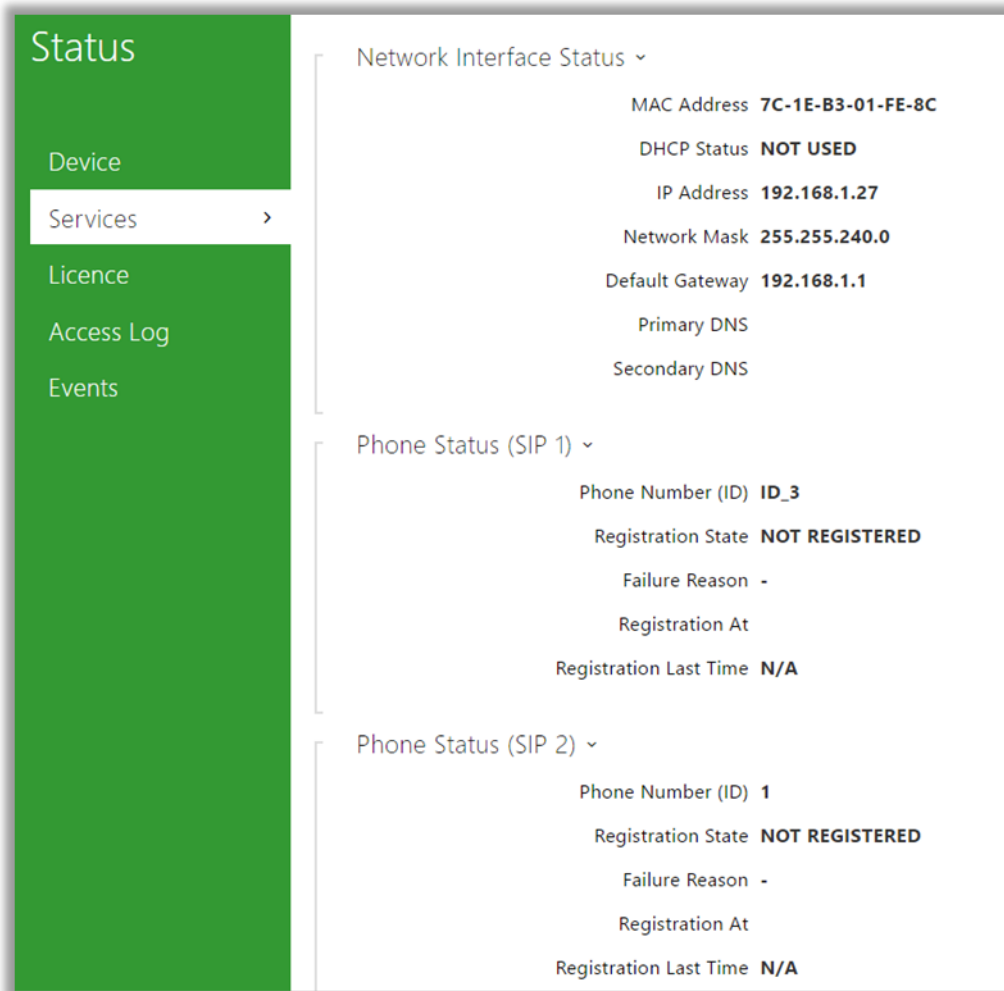 Status
Device
Services
Licence
Access Log
Events
Network Interface Status
MAC Address 7C-1E-B3-01-FE-8C
DHCP Status NOT USED
IP Address 192.168.1.27
Network Mask 255.255.240.0
Default Gateway 192.168.1.1
Primary DNS
Secondary DNS
Phone Status (SIP 1)
Phone Number (ID) ID_3
Registration State NOT REGISTERED
Failure Reason -
Registration At
Registration Last Time N/A
Phone Status (SIP 2)
Phone Number (ID) 1
Registration State NOT REGISTERED
Failure Reason -
Registration At
Registration Last Time N/A